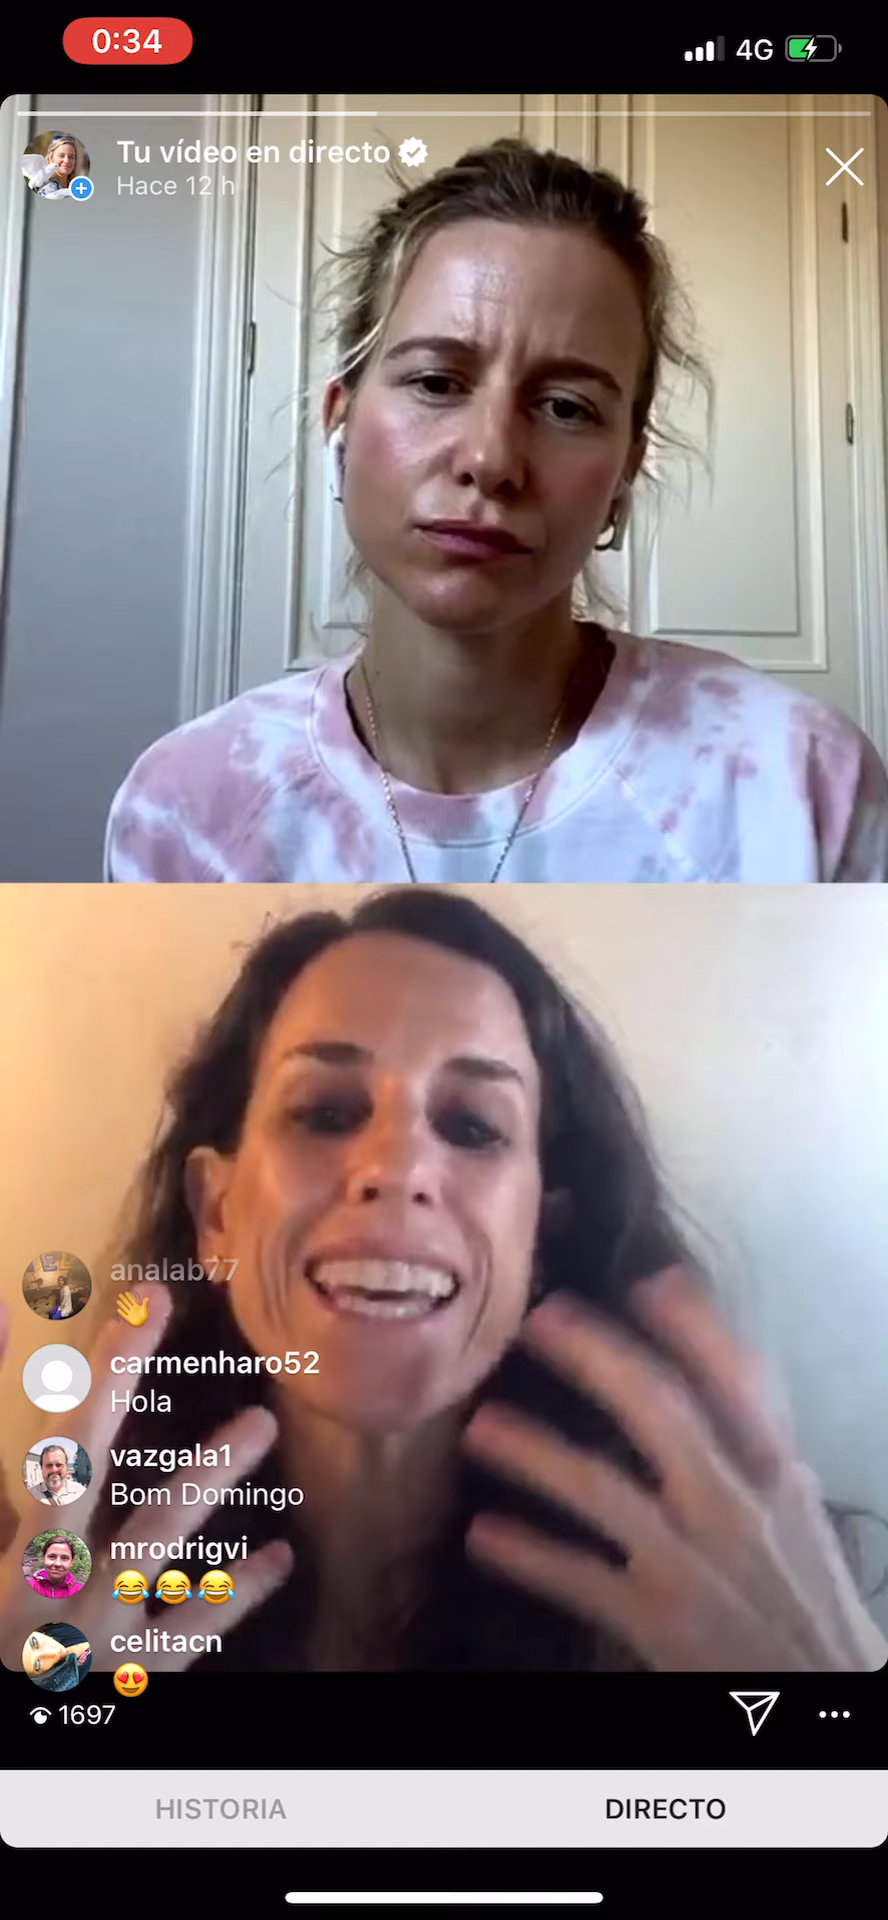 0:34
4G
Tu vídeo en directo
Hace 12 h
analab77
👋
carmenharo52
Hola
vazgala1
Bom Domingo
mrodrigvi
😂😂😂
celitacn
😍
1697
HISTORIA
DIRECTO